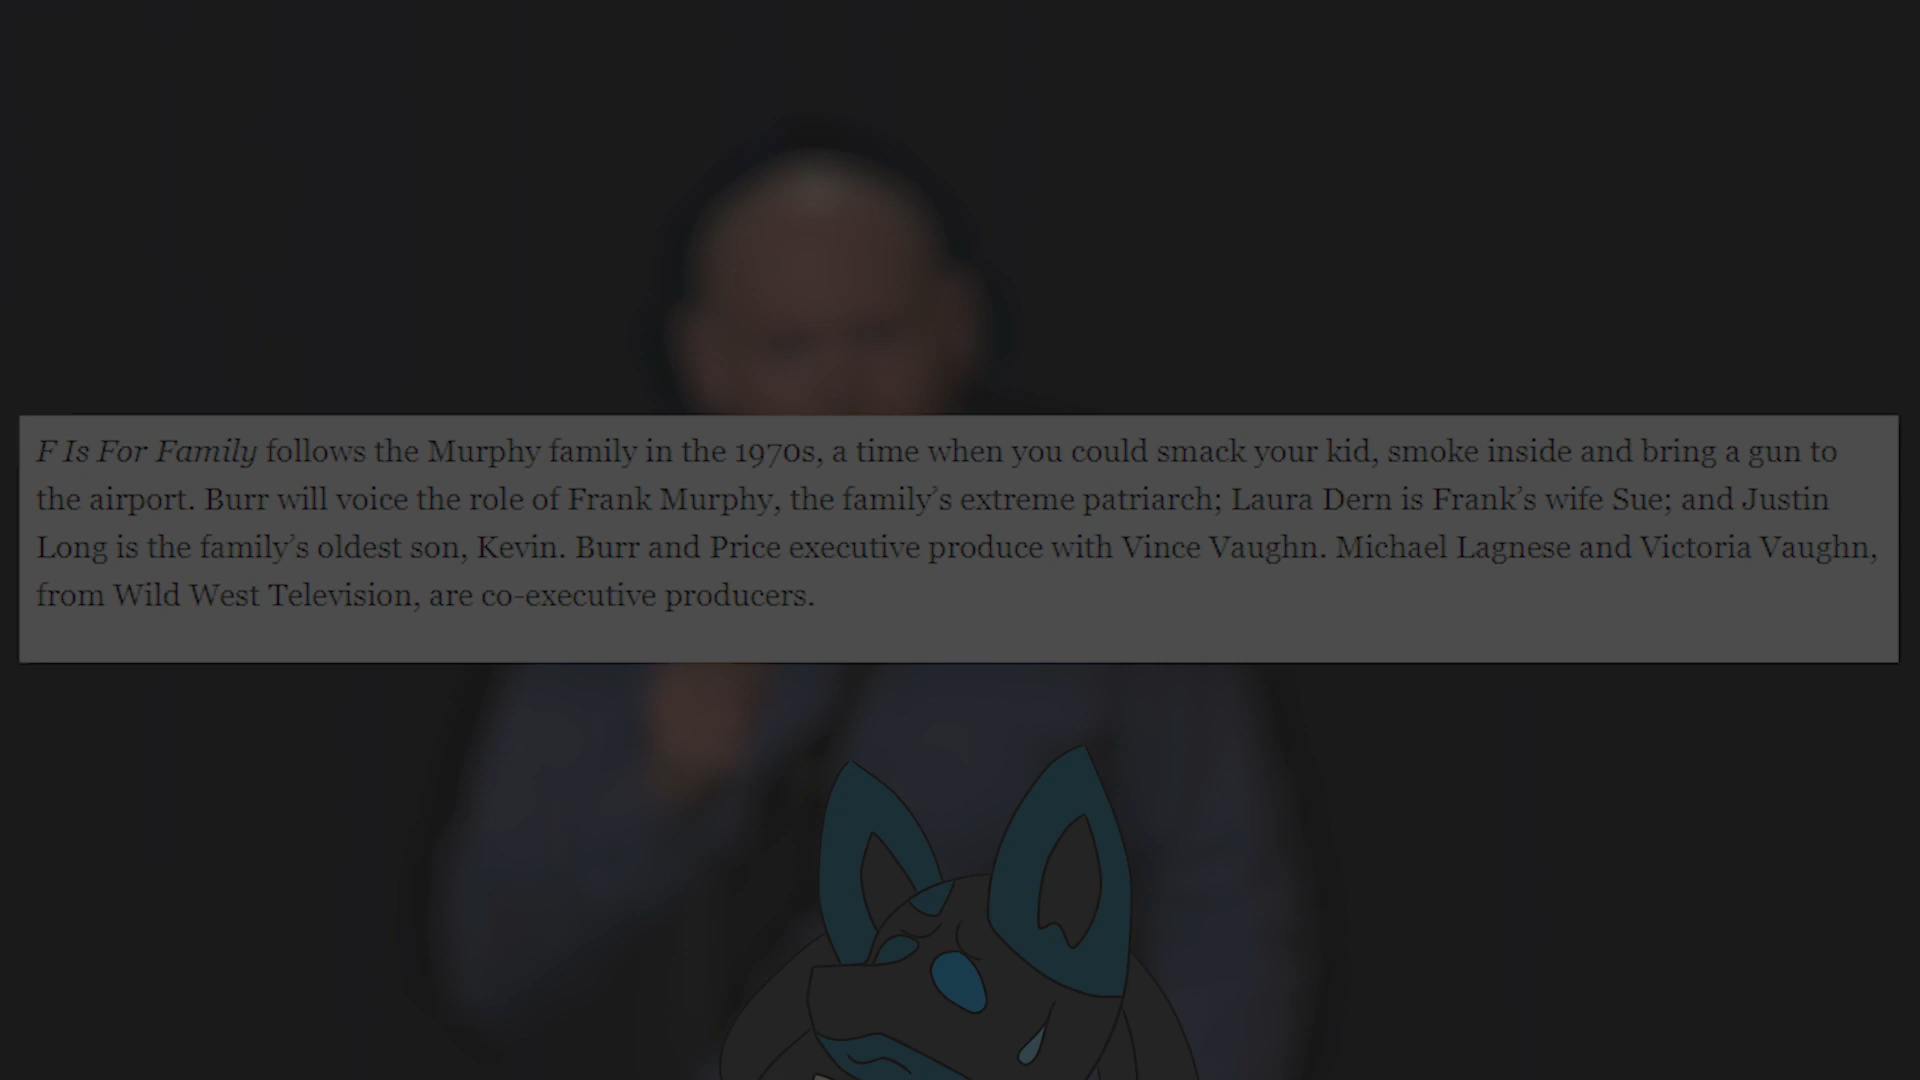 F Is For Family follows the Murphy family in the 1970s, a time when you could smack your kid, smoke inside and bring a gun to
the airport. Burr will voice the role of Frank Murphy, the family’s extreme patriarch; Laura Dern is Frank’s wife Sue; and Justin
Long is the family’s oldest son, Kevin. Burr and Price executive produce with Vince Vaughn. Michael Lagnese and Victoria Vaughn,
from Wild West Television, are co-executive producers.